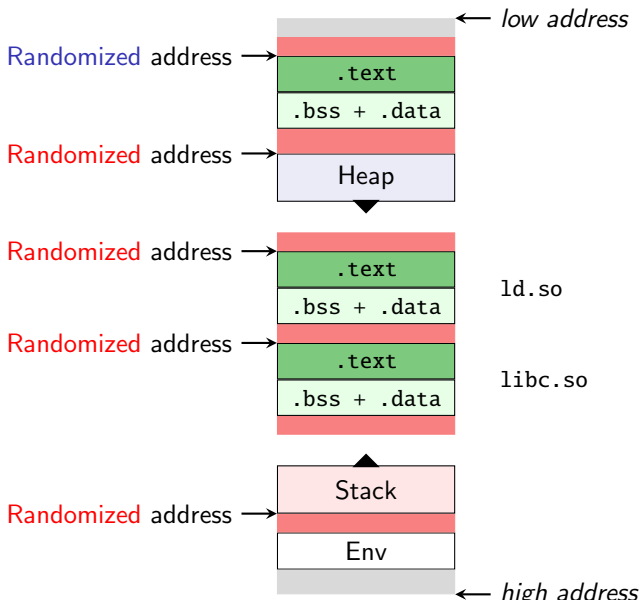 low address
Randomized address
.text
.bss + .data
Randomized address
Heap
Randomized address
.text
ld.so
.bss + .data
Randomized address
.text
libc.so
.bss + .data
Stack
Randomized address
Env
high address